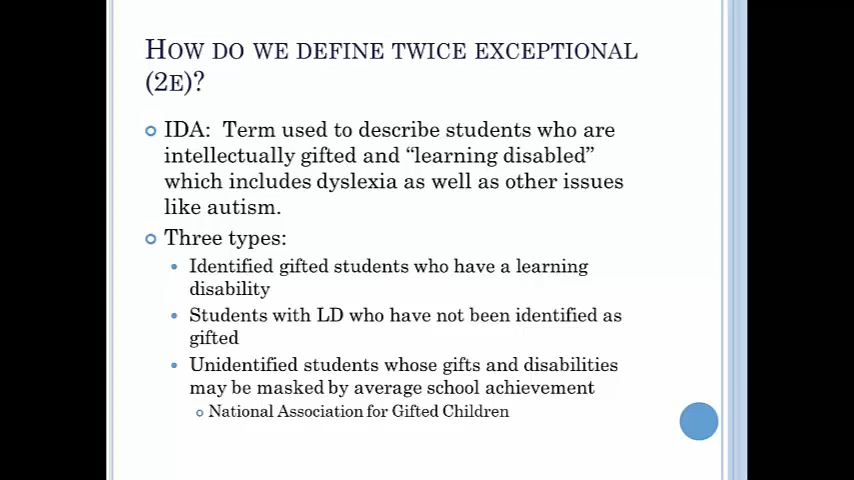 HOW DO WE DEFINE TWICE EXCEPTIONAL
(2E)?
IDA: Term used to describe students who are
intellectually gifted and “learning disabled”
which includes dyslexia as well as other issues
like autism.
Three types:
Identified gifted students who have a learning
disability
Students with LD who have not been identified as
gifted
Unidentified students whose gifts and disabilities
may be masked by average school achievement
National Association for Gifted Children